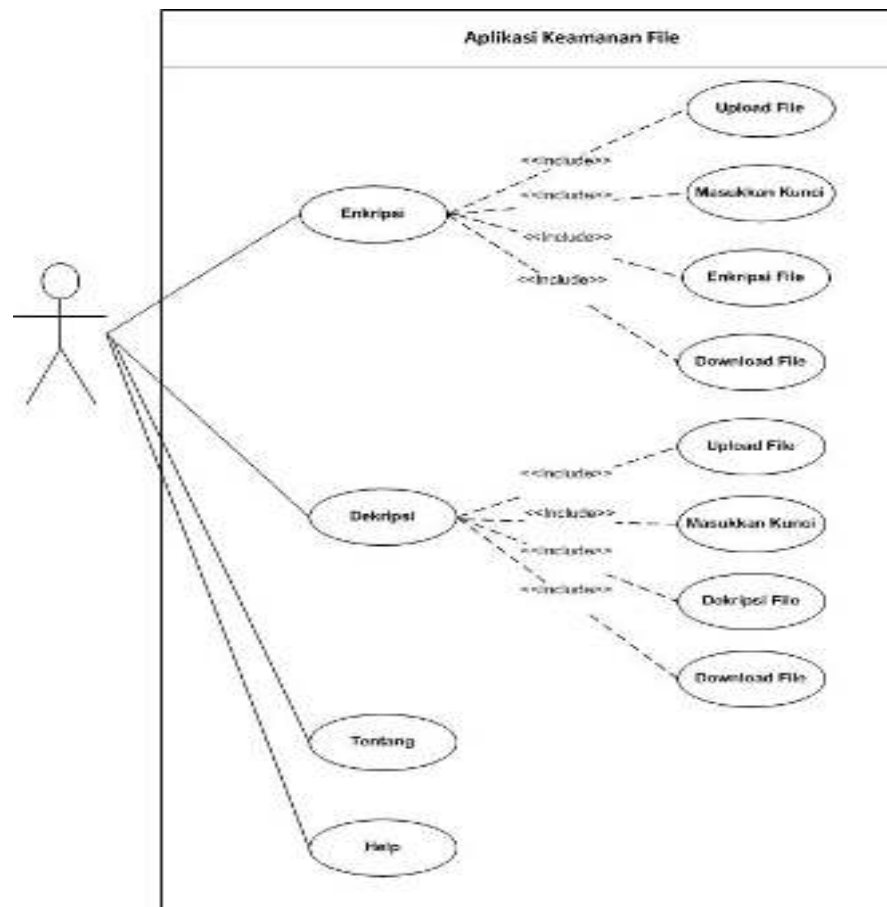 Aplikasi Keamanan File
Upload File
<<Include>>
Masukkan Kunci
<<Include>>
Enkripsi
<<Include>>
Enkripsi File
<<Include>>
Download File
Upload File
<<Include>>
Masukkan Kunci
<<Include>>
Dekripsi
<<Include>>
Dekripsi File
<<Include>>
Download File
Tentang
Help